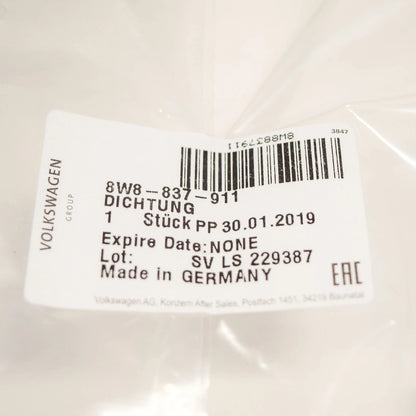 VOLKSWAGEN
GROUP
3847
8W8837911
8W8-837-911
DICHTUNG
1 Stück PP 30.01.2019
Expire Date:NONE
Lot: SV LS 229387
Made in GERMANY
EAC
Volkswagen AG, Konzern After Sales, Postfach 1451, 34219 Baunatal